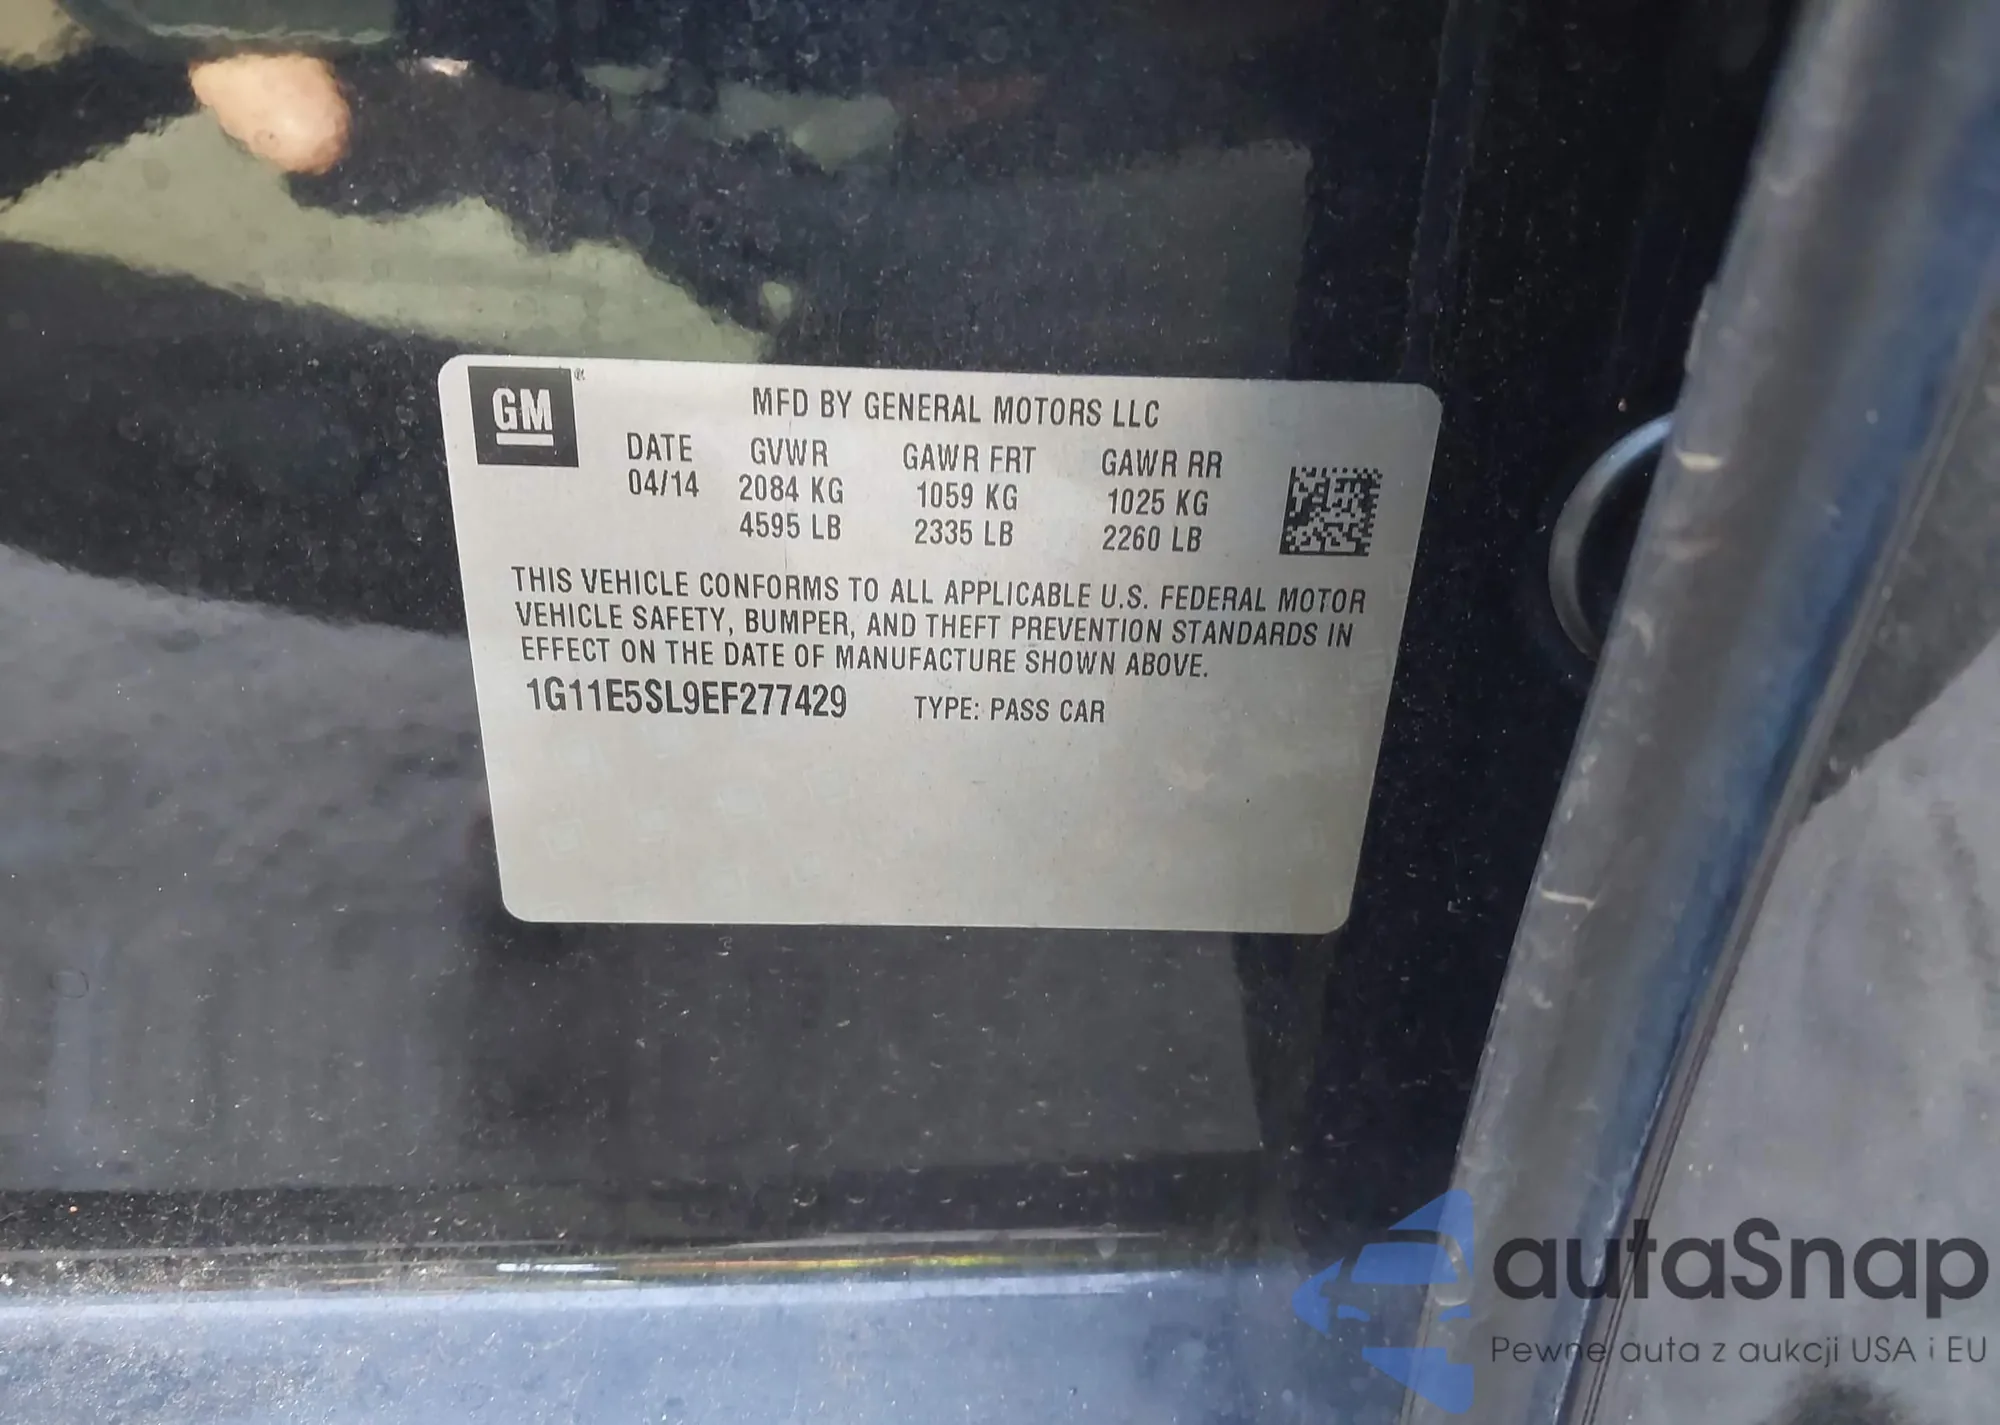 GM
MFD BY GENERAL MOTORS LLC
DATE GVWR GAWR FRT GAWR RR
04/14 2084 KG 1059 KG 1025 KG
4595 LB 2335 LB 2260 LB
THIS VEHICLE CONFORMS TO ALL APPLICABLE U.S. FEDERAL MOTOR
VEHICLE SAFETY, BUMPER, AND THEFT PREVENTION STANDARDS IN
EFFECT ON THE DATE OF MANUFACTURE SHOWN ABOVE.
1G11E5SL9EF277429 TYPE: PASS CAR
autaSnap
Pewne auta z aukcji USA i EU